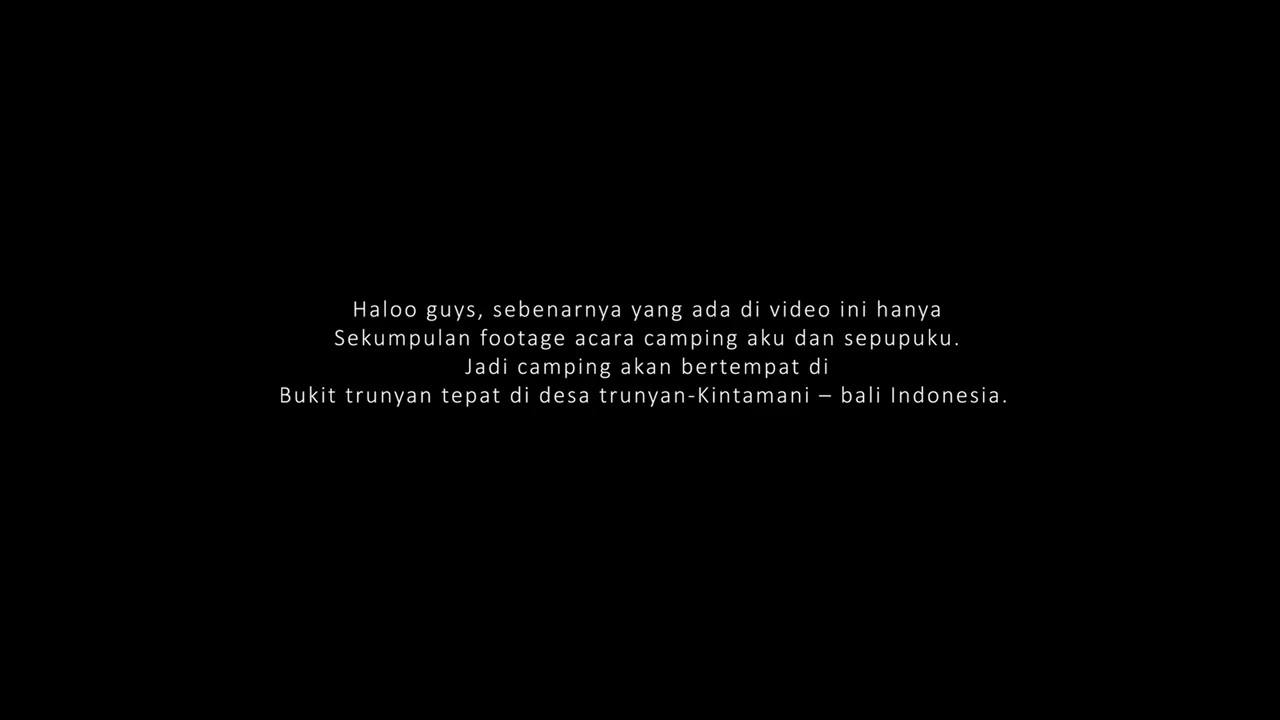 Haloo guys, sebenarnya yang ada di video ini hanya
Sekumpulan footage acara camping aku dan sepupuku.
Jadi camping akan bertempat di
Bukit trunyan tepat di desa trunyan-Kintamani – bali Indonesia.